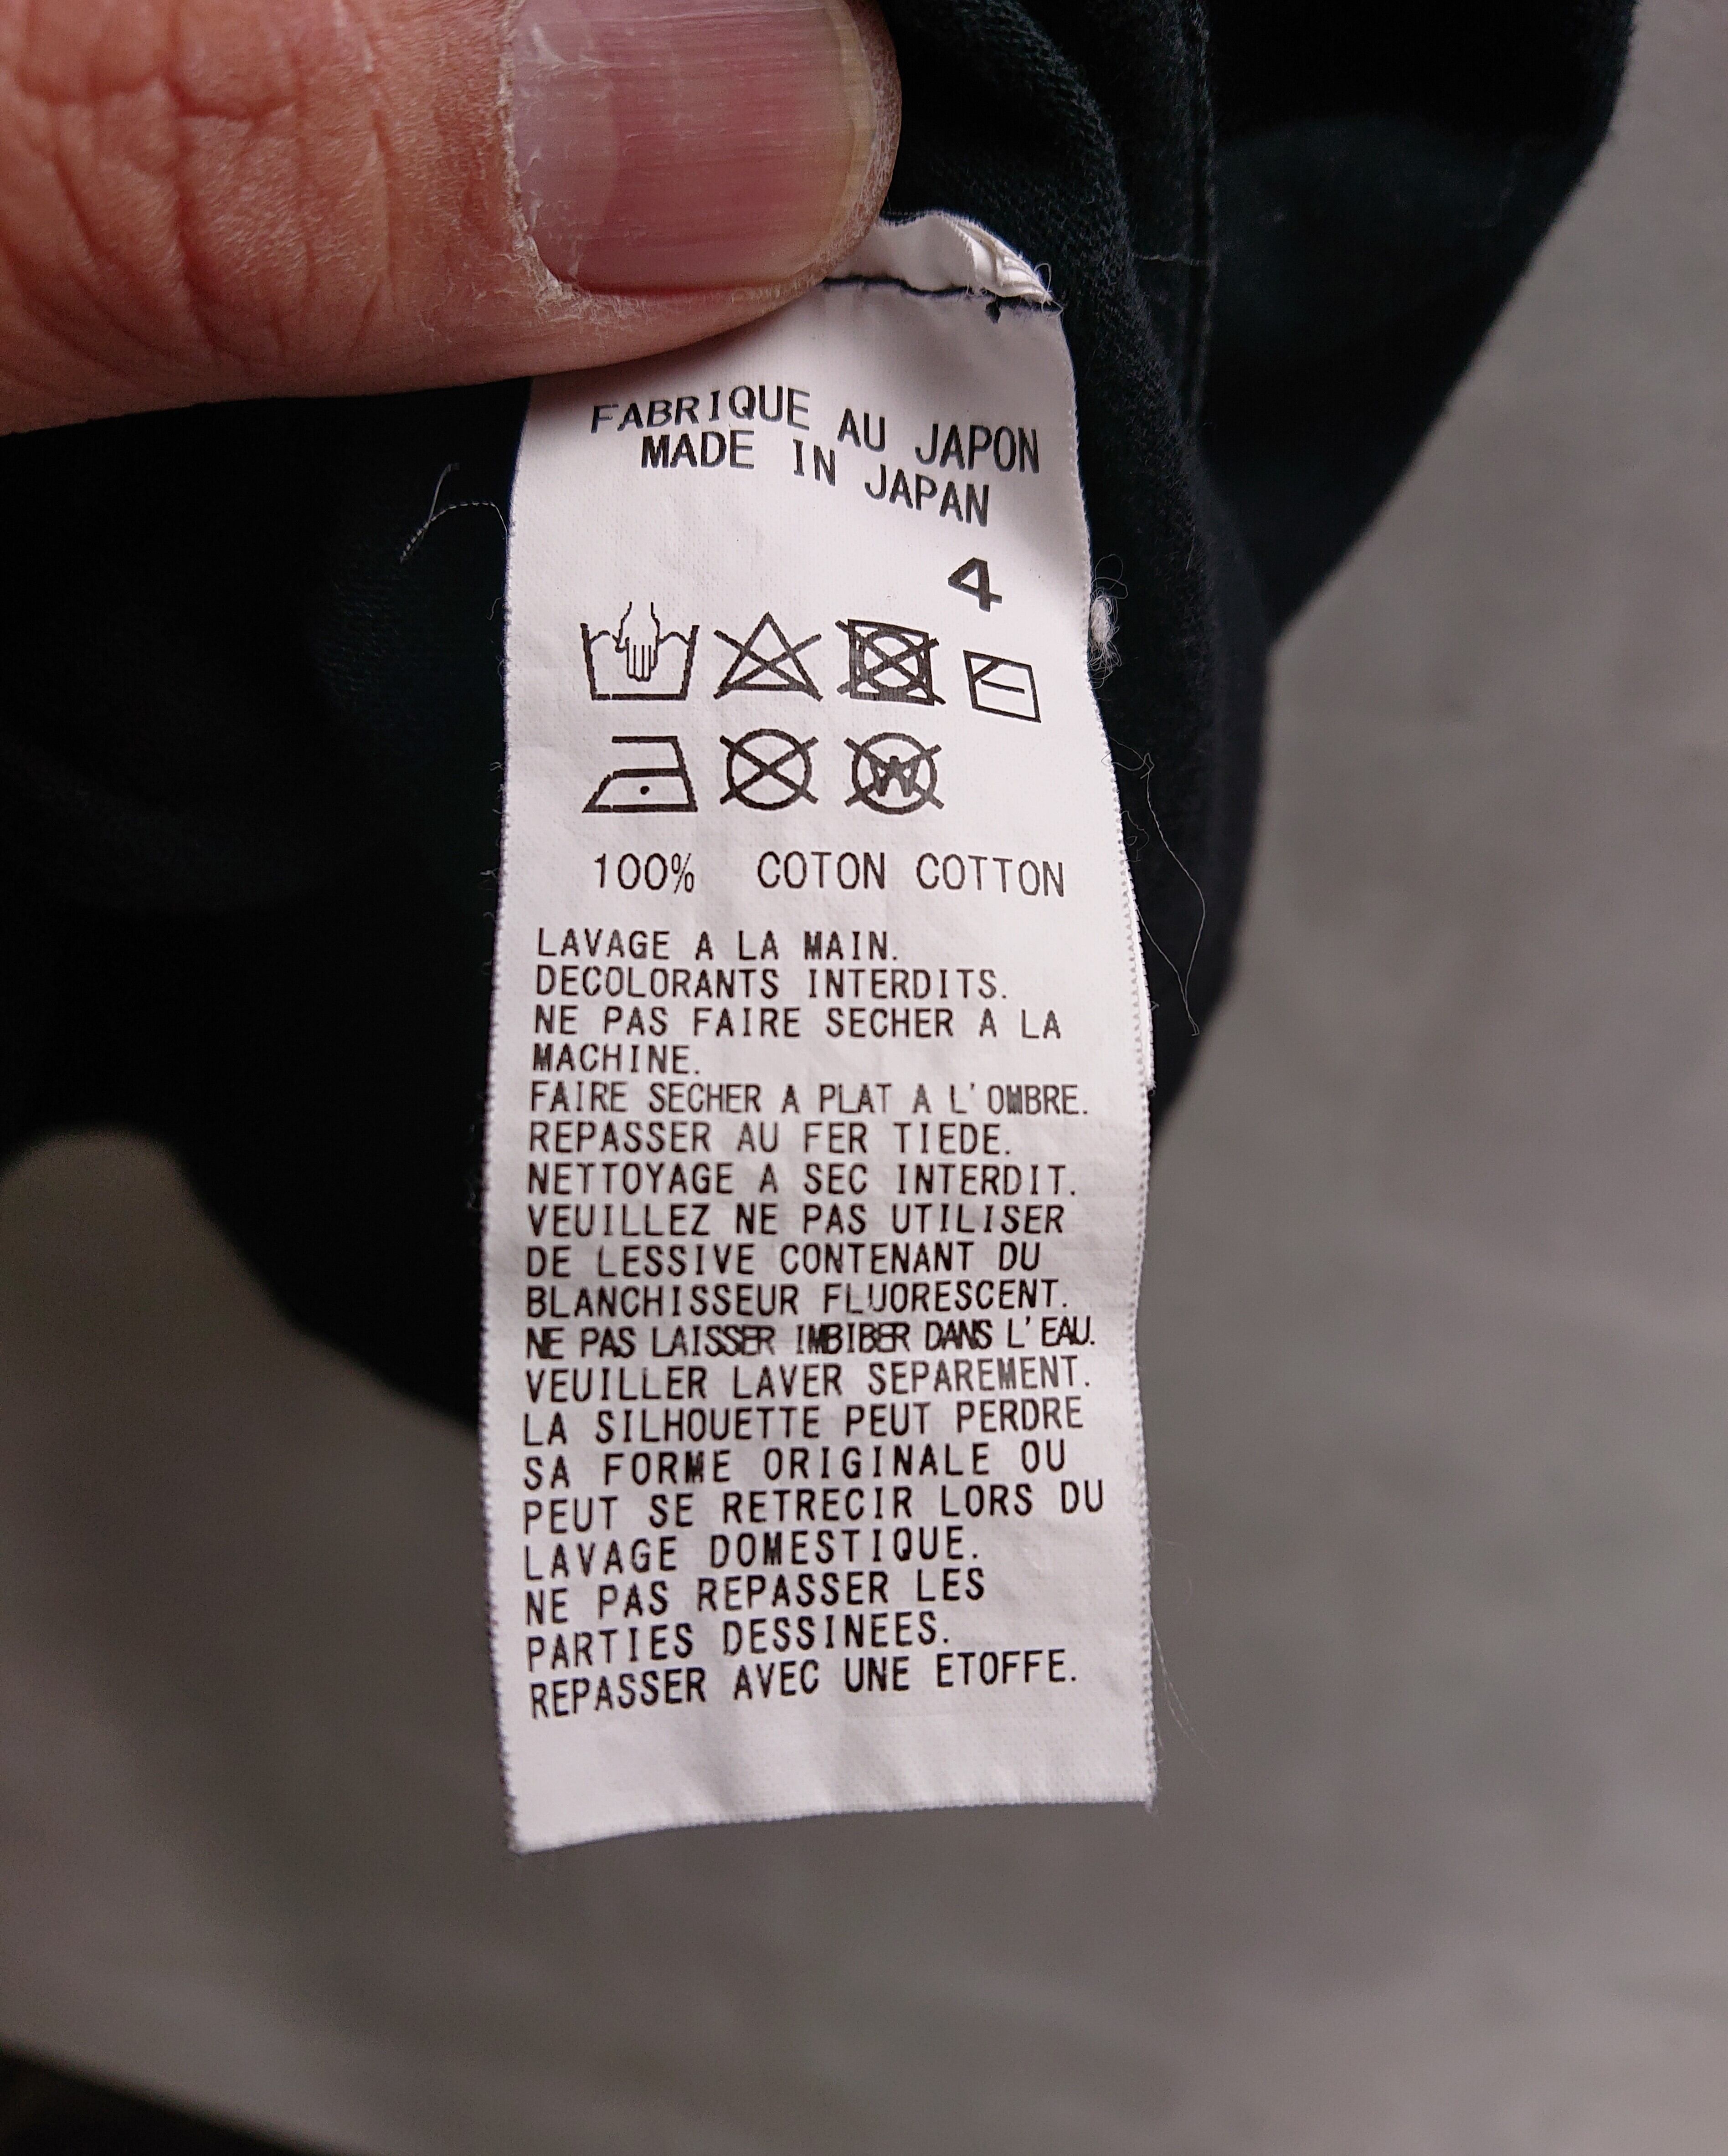 FABRIQUE AU JAPON
MADE IN JAPAN
4
W
100% COTON COTTON
LAVAGE A LA MAIN.
DECOLORANTS INTERDITS.
NE PAS FAIRE SECHER A LA
MACHINE.
FAIRE SECHER A PLAT A L'OMBRE.
REPASSER AU FER TIEDE.
NETTOYAGE A SEC INTERDIT.
VEUILLEZ NE PAS UTILISER
DE LESSIVE CONTENANT DU
BLANCHISSEUR FLUORESCENT.
NE PAS LAISSER IMBIBER DANS L'EAU.
VEUILLER LAVER SEPAREMENT.
LA SILHOUETTE PEUT PERDRE
SA FORME ORIGINALE OU
PEUT SE RETRECIR LORS DU
LAVAGE DOMESTIQUE.
NE PAS REPASSER LES
PARTIES DESSINEES.
REPASSER AVEC UNE ETOFFE.